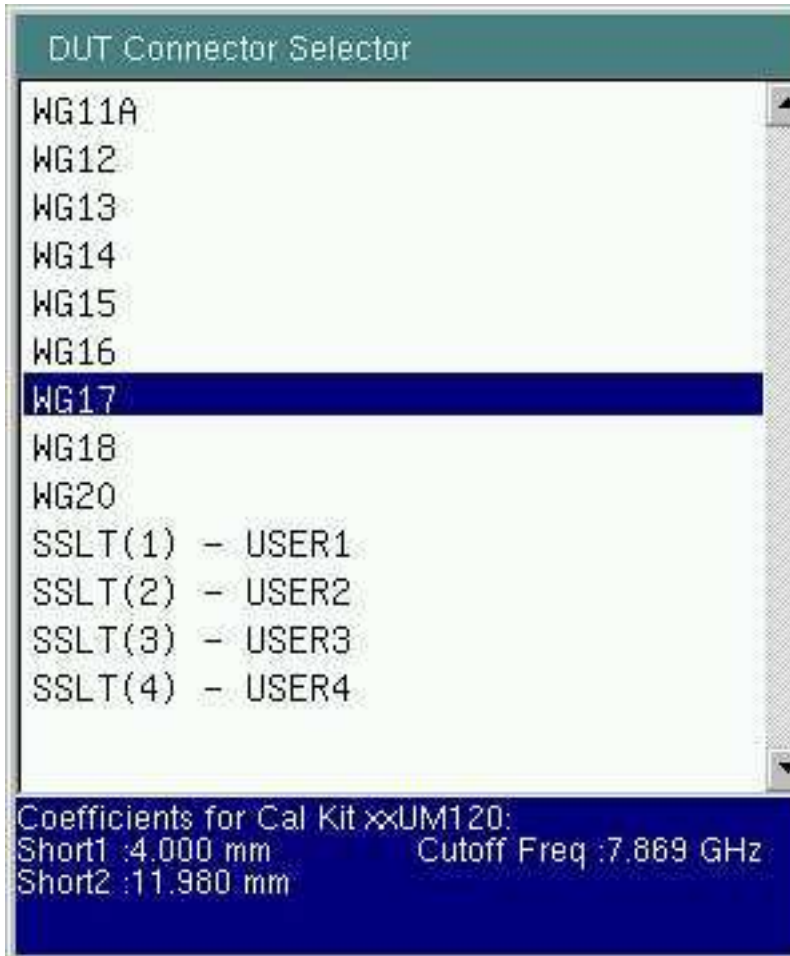 DUT Connector Selector
WG11A
WG12
WG13
WG14
WG15
WG16
WG17
WG18
WG20
SSLT(1) - USER1
SSLT(2) - USER2
SSLT(3) - USER3
SSLT(4) - USER4
Coefficients for Cal Kit xxUM120:
Short1 :4.000 mm Cutoff Freq :7.869 GHz
Short2 :11.980 mm